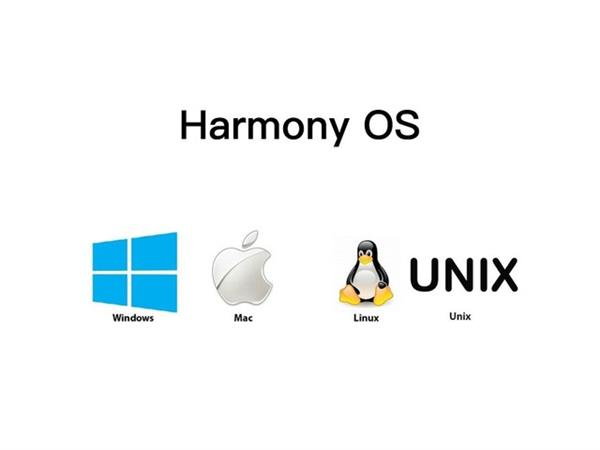 Harmony OS
UNIX
Windows
Mac
Linux
Unix